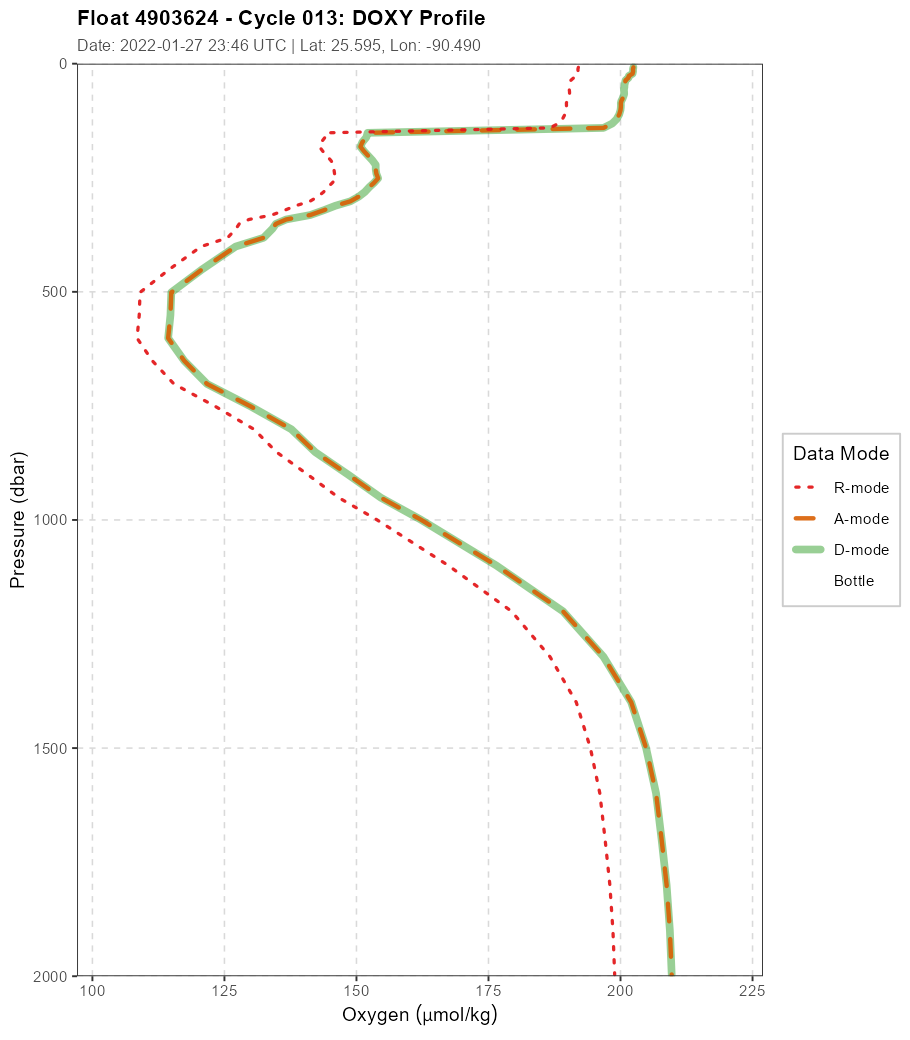 Float 4903624 - Cycle 013: DOXY Profile
Date: 2022-01-27 23:46 UTC | Lat: 25.595, Lon: -90.490
0
500
1000
1500
2000
Pressure (dbar)
100 125 150 175 200 225
Oxygen (μmol/kg)
Data Mode
R-mode
A-mode
D-mode
Bottle